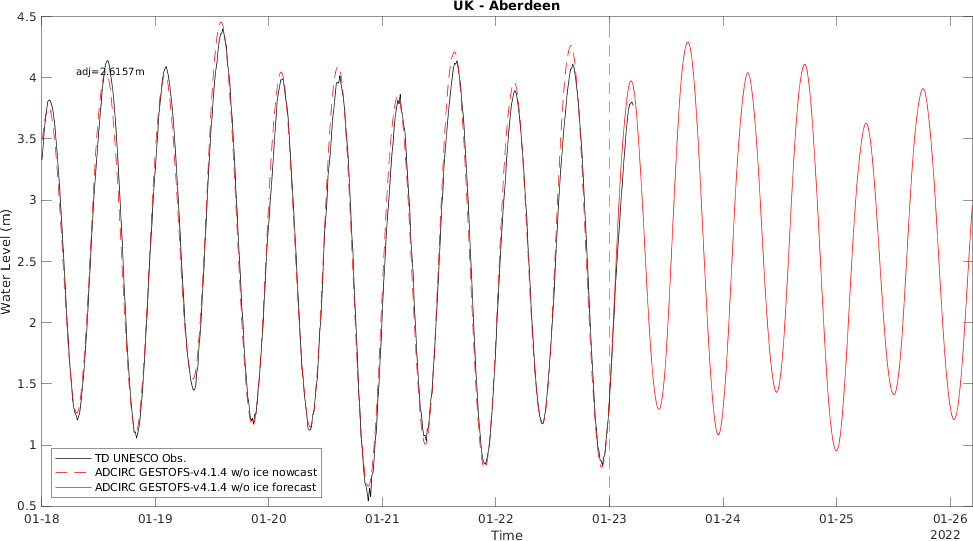 UK - Aberdeen
4.5
4
3.5
3
2.5
2
1.5
1
0.5
Water Level (m)
adj=2.6157m
TD UNESCO Obs.
ADCIRC GESTOFS-v4.1.4 w/o ice nowcast
ADCIRC GESTOFS-v4.1.4 w/o ice forecast
01-18 01-19 01-20 01-21 01-22 01-23 01-24 01-25 01-26
Time
2022